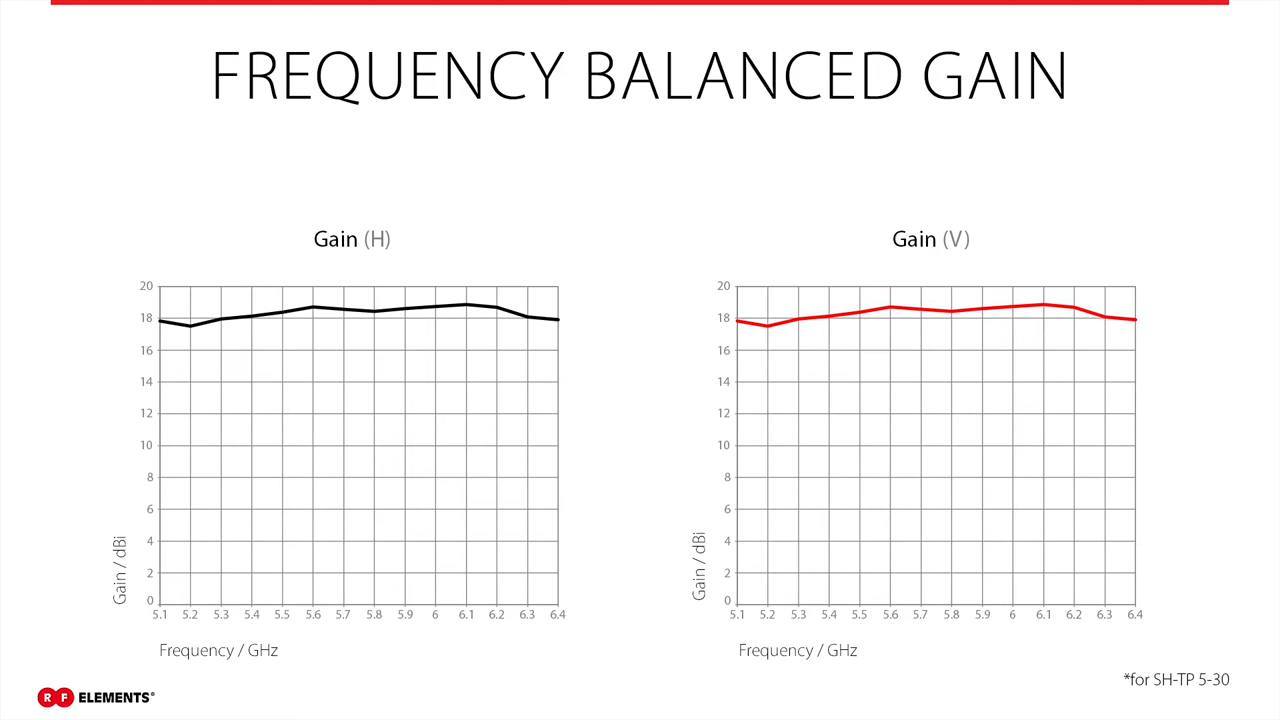 FREQUENCY BALANCED GAIN
Gain (H)
20
18
16
14
12
10
8
6
4
2
0
Gain / dBi
5.1 5.2 5.3 5.4 5.5 5.6 5.7 5.8 5.9 6 6.1 6.2 6.3 6.4
Frequency / GHz
Gain (V)
20
18
16
14
12
10
8
6
4
2
0
Gain / dBi
5.1 5.2 5.3 5.4 5.5 5.6 5.7 5.8 5.9 6 6.1 6.2 6.3 6.4
Frequency / GHz
*for SH-TP 5-30
RF ELEMENTS®